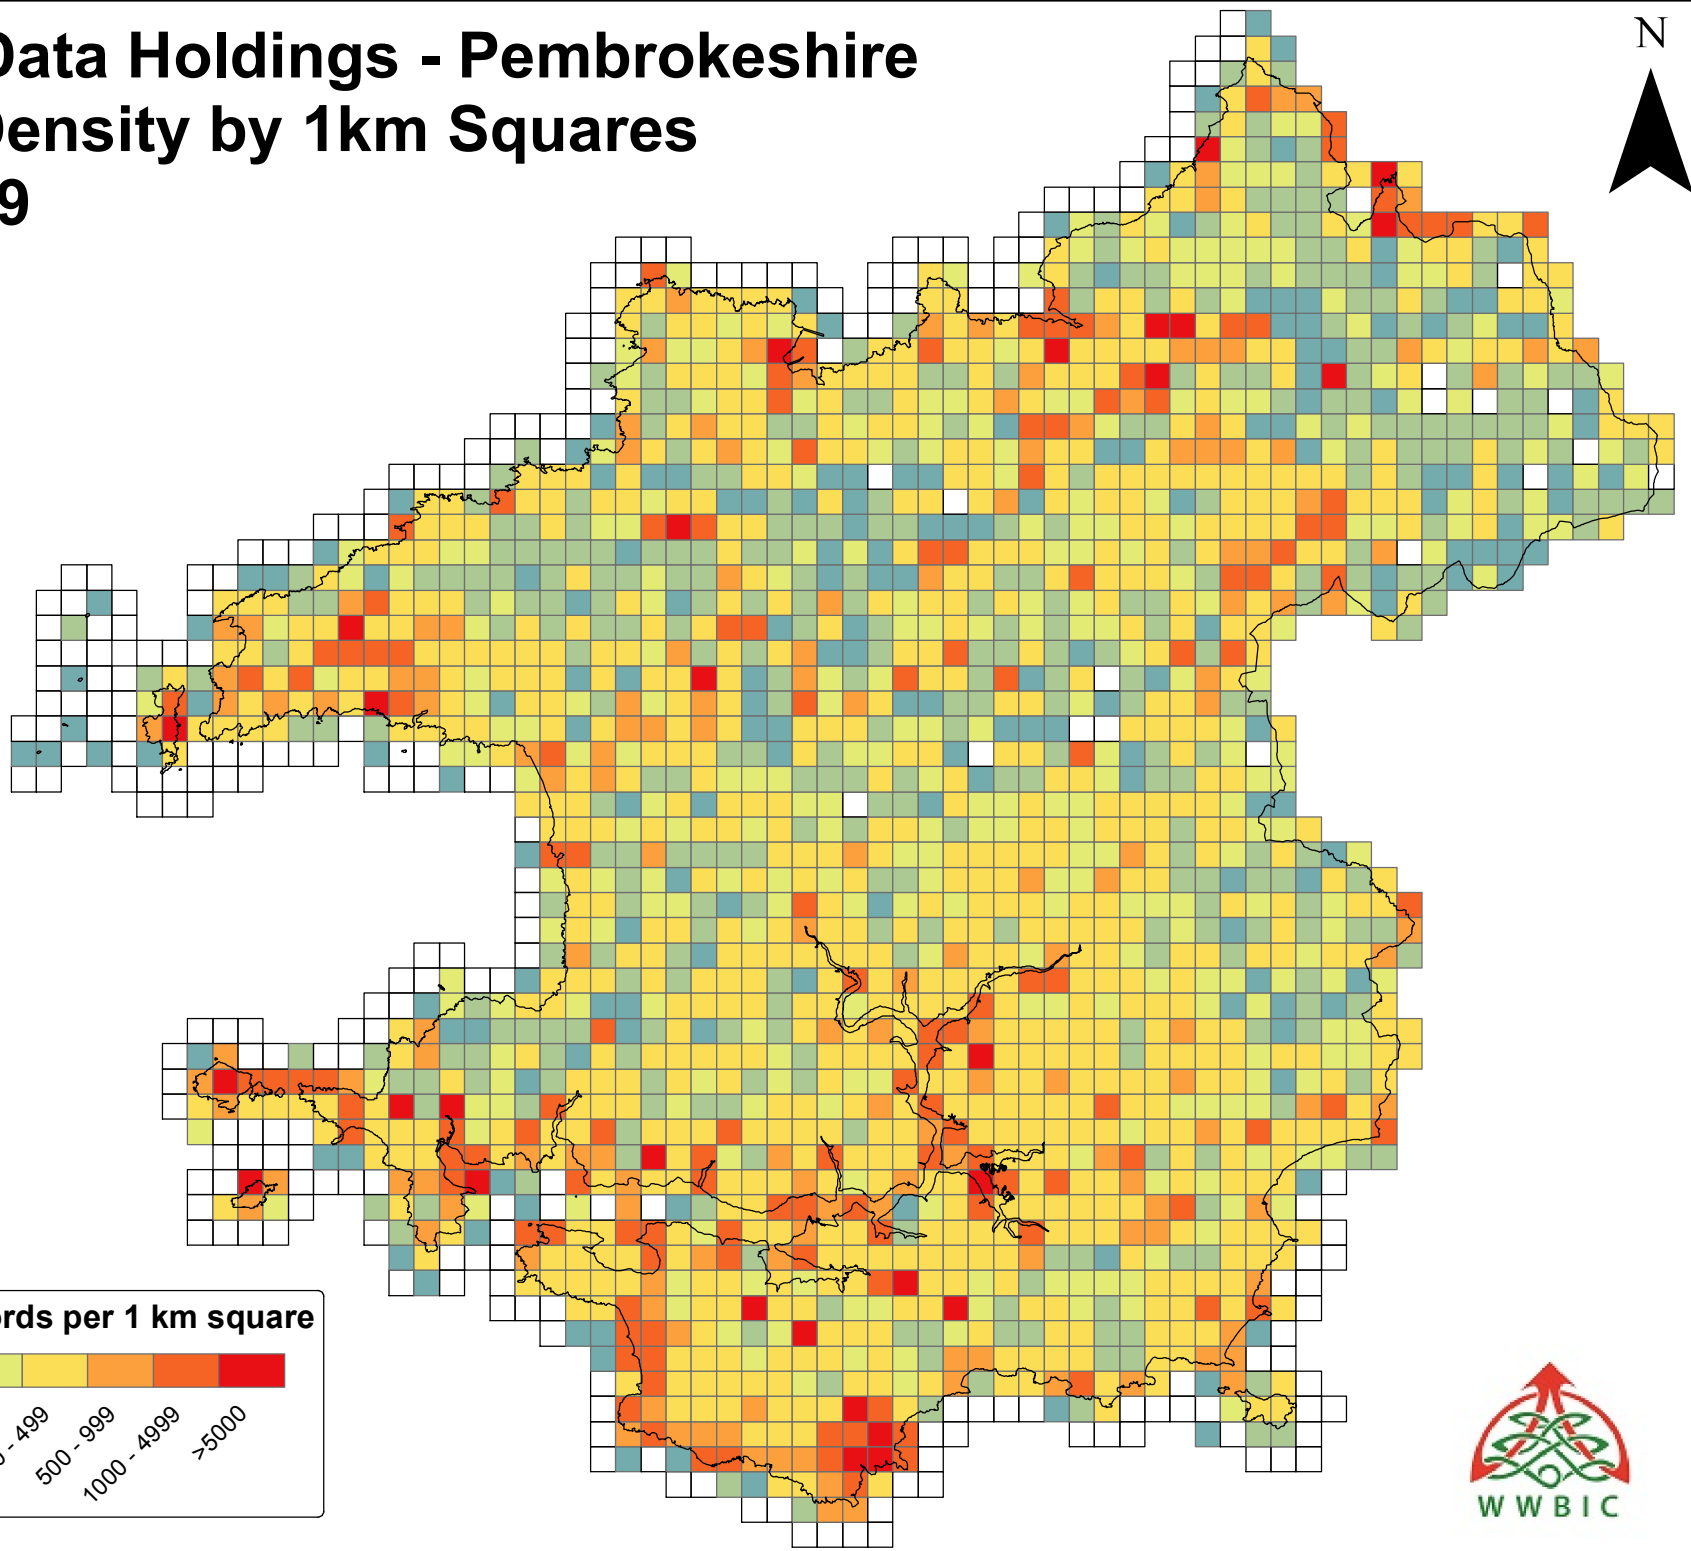 Data Holdings - Pembrokeshire
Density by 1km Squares
9
N
rds per 1 km square
0 - 499
500 - 999
1000 - 4999
>5000
WWBIC